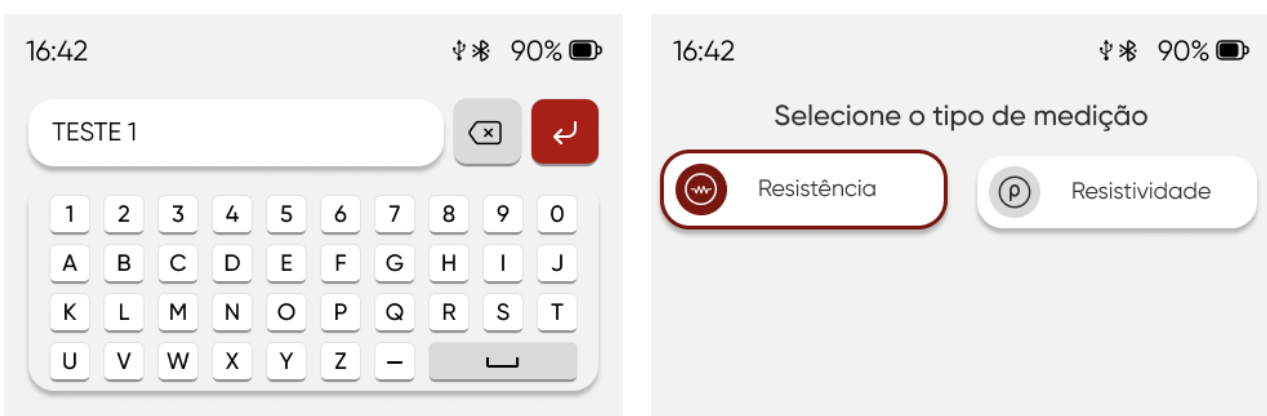 16:42 90%
TESTE 1
1 2 3 4 5 6 7 8 9 0
A B C D E F G H I J
K L M N O P Q R S T
U V W X Y Z –
16:42 90%
Selecione o tipo de medição
Resistência
ρ Resistividade